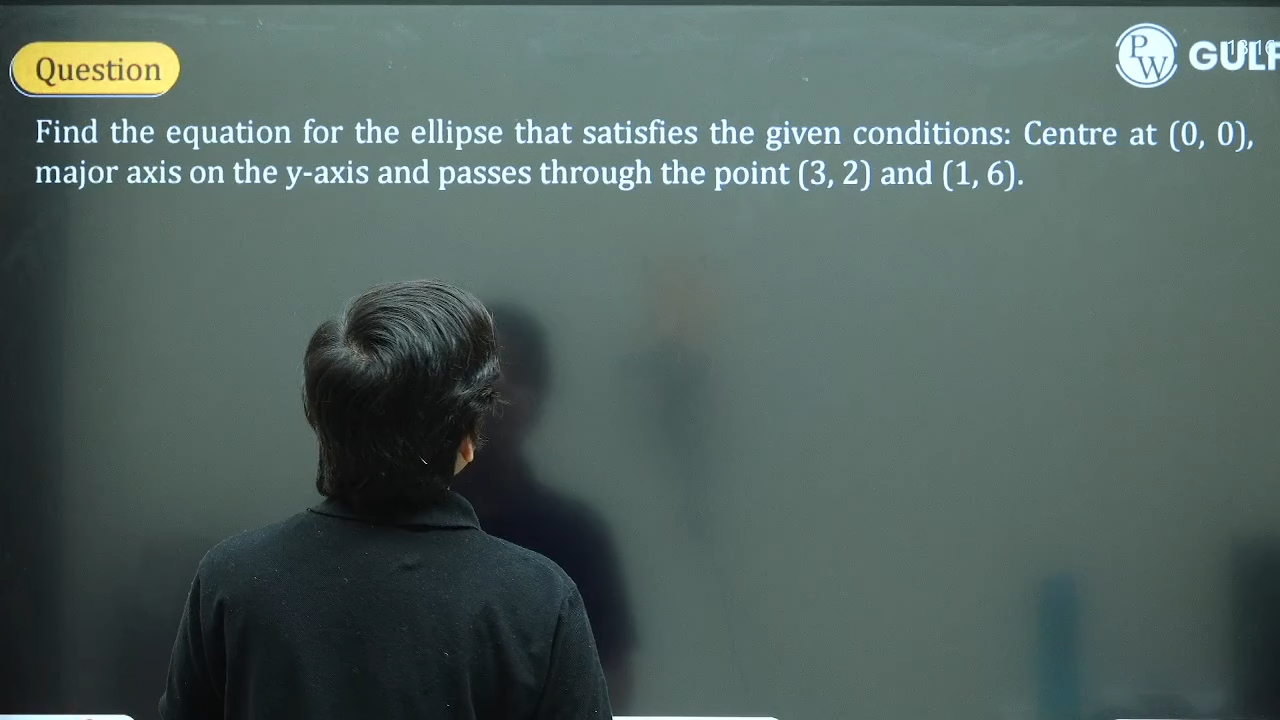 Question
PW GULF
Find the equation for the ellipse that satisfies the given conditions: Centre at (0, 0),
major axis on the y-axis and passes through the point (3, 2) and (1, 6).